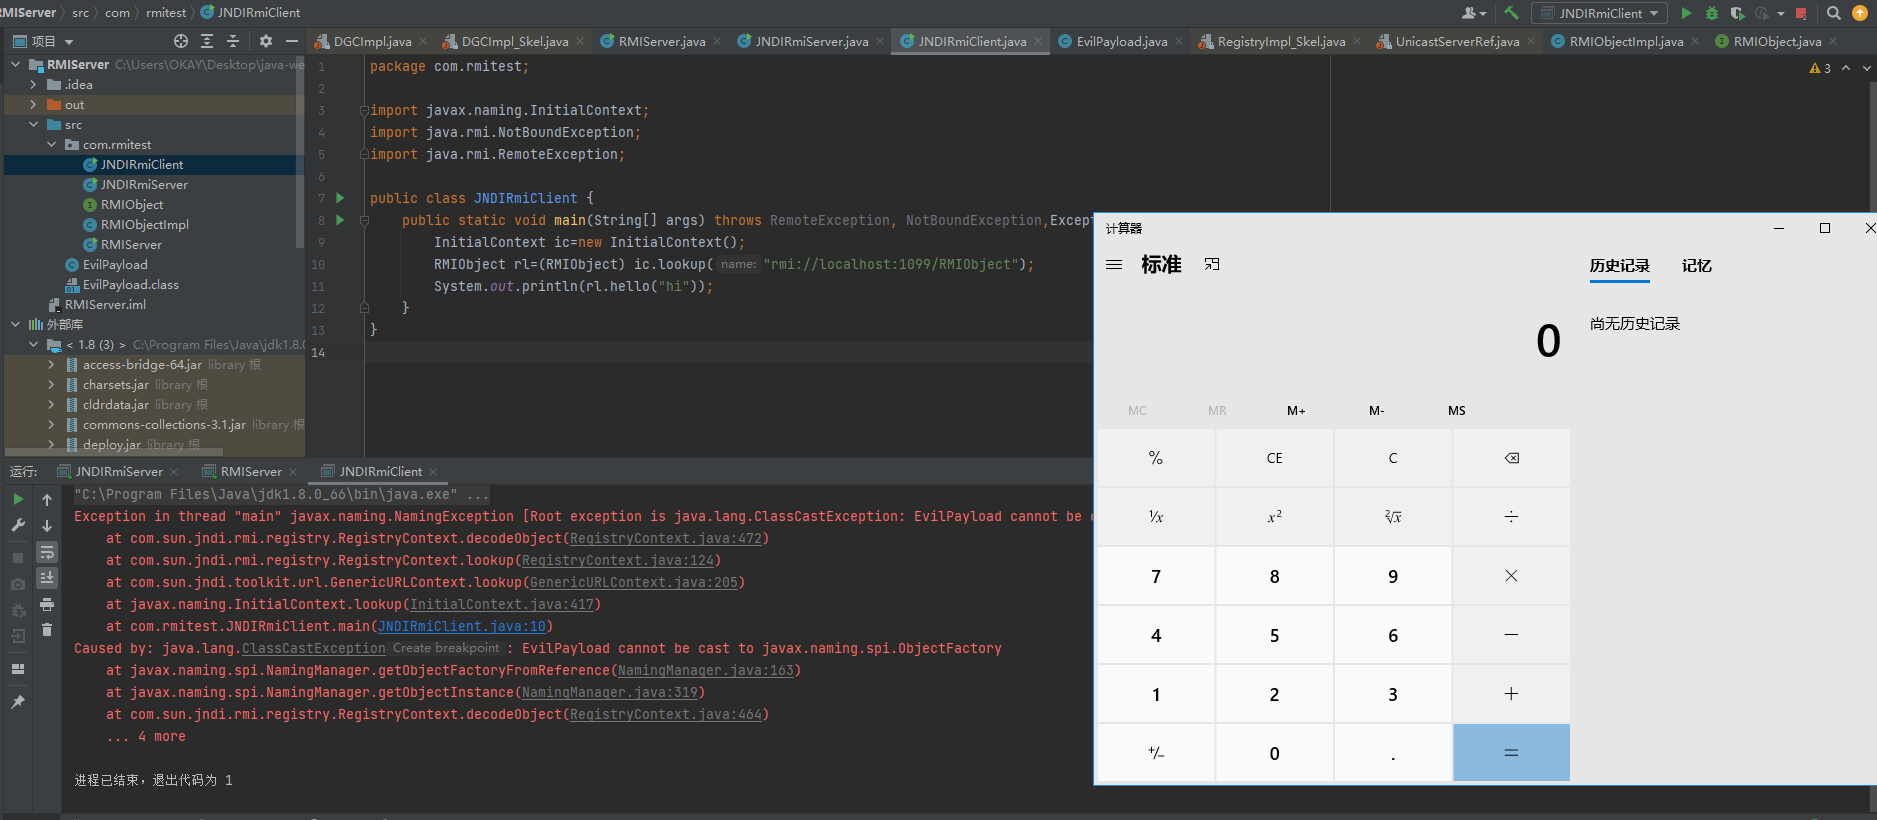 RMIServer src com rmitest JNDIRmiClient
JNDIRmiClient
项目
DGCImpl.java DGCImpl_Skel.java RMIServer.java JNDIRmiServer.java JNDIRmiClient.java EvilPayload.java RegistryImpl_Skel.java UnicastServerRef.java RMIObjectImpl.java RMIObject.java
RMIServer C:\Users\OKAY\Desktop\java-we
.idea
out
src
com.rmitest
JNDIRmiClient
JNDIRmiServer
RMIObject
RMIObjectImpl
RMIServer
EvilPayload
EvilPayload.class
RMIServer.iml
外部库
< 1.8 (3) > C:\Program Files\Java\jdk1.8.0
access-bridge-64.jar library 根
charsets.jar library 根
cldrdata.jar library 根
commons-collections-3.1.jar library 根
deploy.jar library 根
3
1 package com.rmitest;
2
3 import javax.naming.InitialContext;
4 import java.rmi.NotBoundException;
5 import java.rmi.RemoteException;
6
7 public class JNDIRmiClient {
8 public static void main(String[] args) throws RemoteException, NotBoundException,Except
9 InitialContext ic=new InitialContext();
10 RMIObject rl=(RMIObject) ic.lookup( name: "rmi://localhost:1099/RMIObject");
11 System.out.println(rl.hello("hi"));
12 }
13 }
14
计算器
标准
历史记录 记忆
尚无历史记录
0
MC MR M+ M- MS
% CE C
⅟x x² ²√x ÷
7 8 9 ×
4 5 6 −
1 2 3 +
+/− 0 . =
运行: JNDIRmiServer RMIServer JNDIRmiClient
"C:\Program Files\Java\jdk1.8.0_66\bin\java.exe" ...
Exception in thread "main" javax.naming.NamingException [Root exception is java.lang.ClassCastException: EvilPayload cannot be c
at com.sun.jndi.rmi.registry.RegistryContext.decodeObject(RegistryContext.java:472)
at com.sun.jndi.rmi.registry.RegistryContext.lookup(RegistryContext.java:124)
at com.sun.jndi.toolkit.url.GenericURLContext.lookup(GenericURLContext.java:205)
at javax.naming.InitialContext.lookup(InitialContext.java:417)
at com.rmitest.JNDIRmiClient.main(JNDIRmiClient.java:10)
Caused by: java.lang.ClassCastException Create breakpoint : EvilPayload cannot be cast to javax.naming.spi.ObjectFactory
at javax.naming.spi.NamingManager.getObjectFactoryFromReference(NamingManager.java:163)
at javax.naming.spi.NamingManager.getObjectInstance(NamingManager.java:319)
at com.sun.jndi.rmi.registry.RegistryContext.decodeObject(RegistryContext.java:464)
... 4 more
进程已结束，退出代码为 1